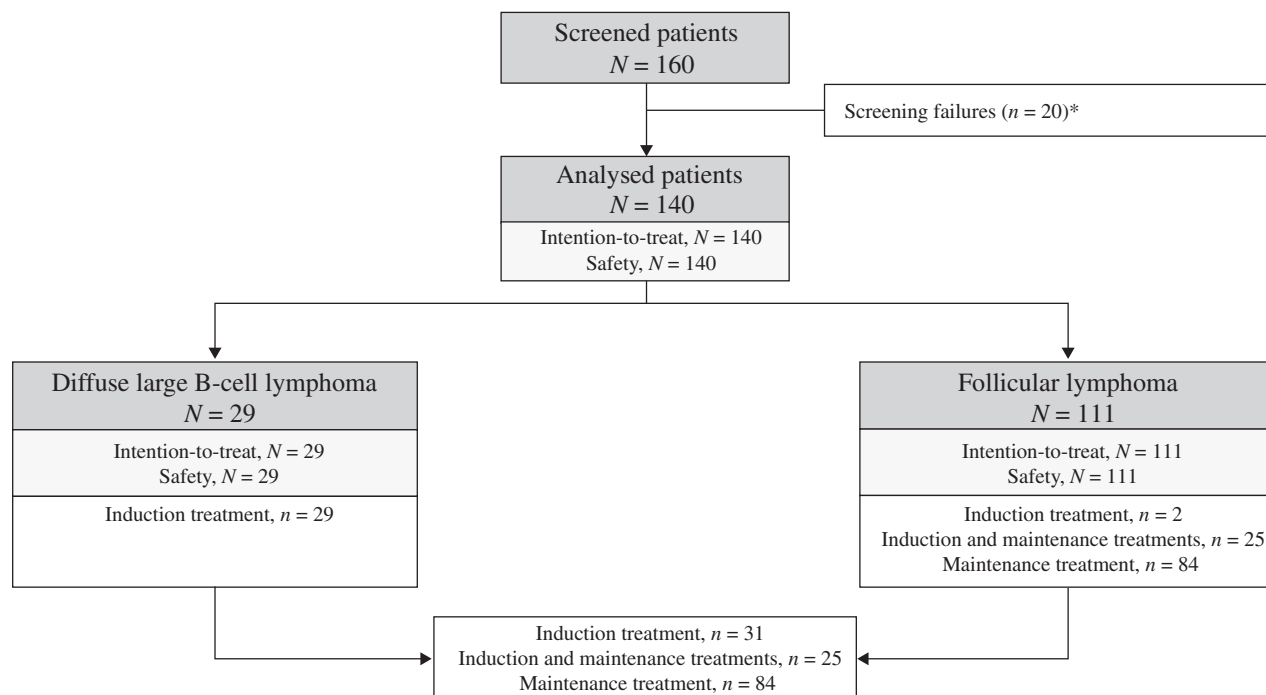 Screened patients
N = 160
Screening failures (n = 20)*
Analysed patients
N = 140
Intention-to-treat, N = 140
Safety, N = 140
Diffuse large B-cell lymphoma
N = 29
Intention-to-treat, N = 29
Safety, N = 29
Induction treatment, n = 29
Follicular lymphoma
N = 111
Intention-to-treat, N = 111
Safety, N = 111
Induction treatment, n = 2
Induction and maintenance treatments, n = 25
Maintenance treatment, n = 84
Induction treatment, n = 31
Induction and maintenance treatments, n = 25
Maintenance treatment, n = 84